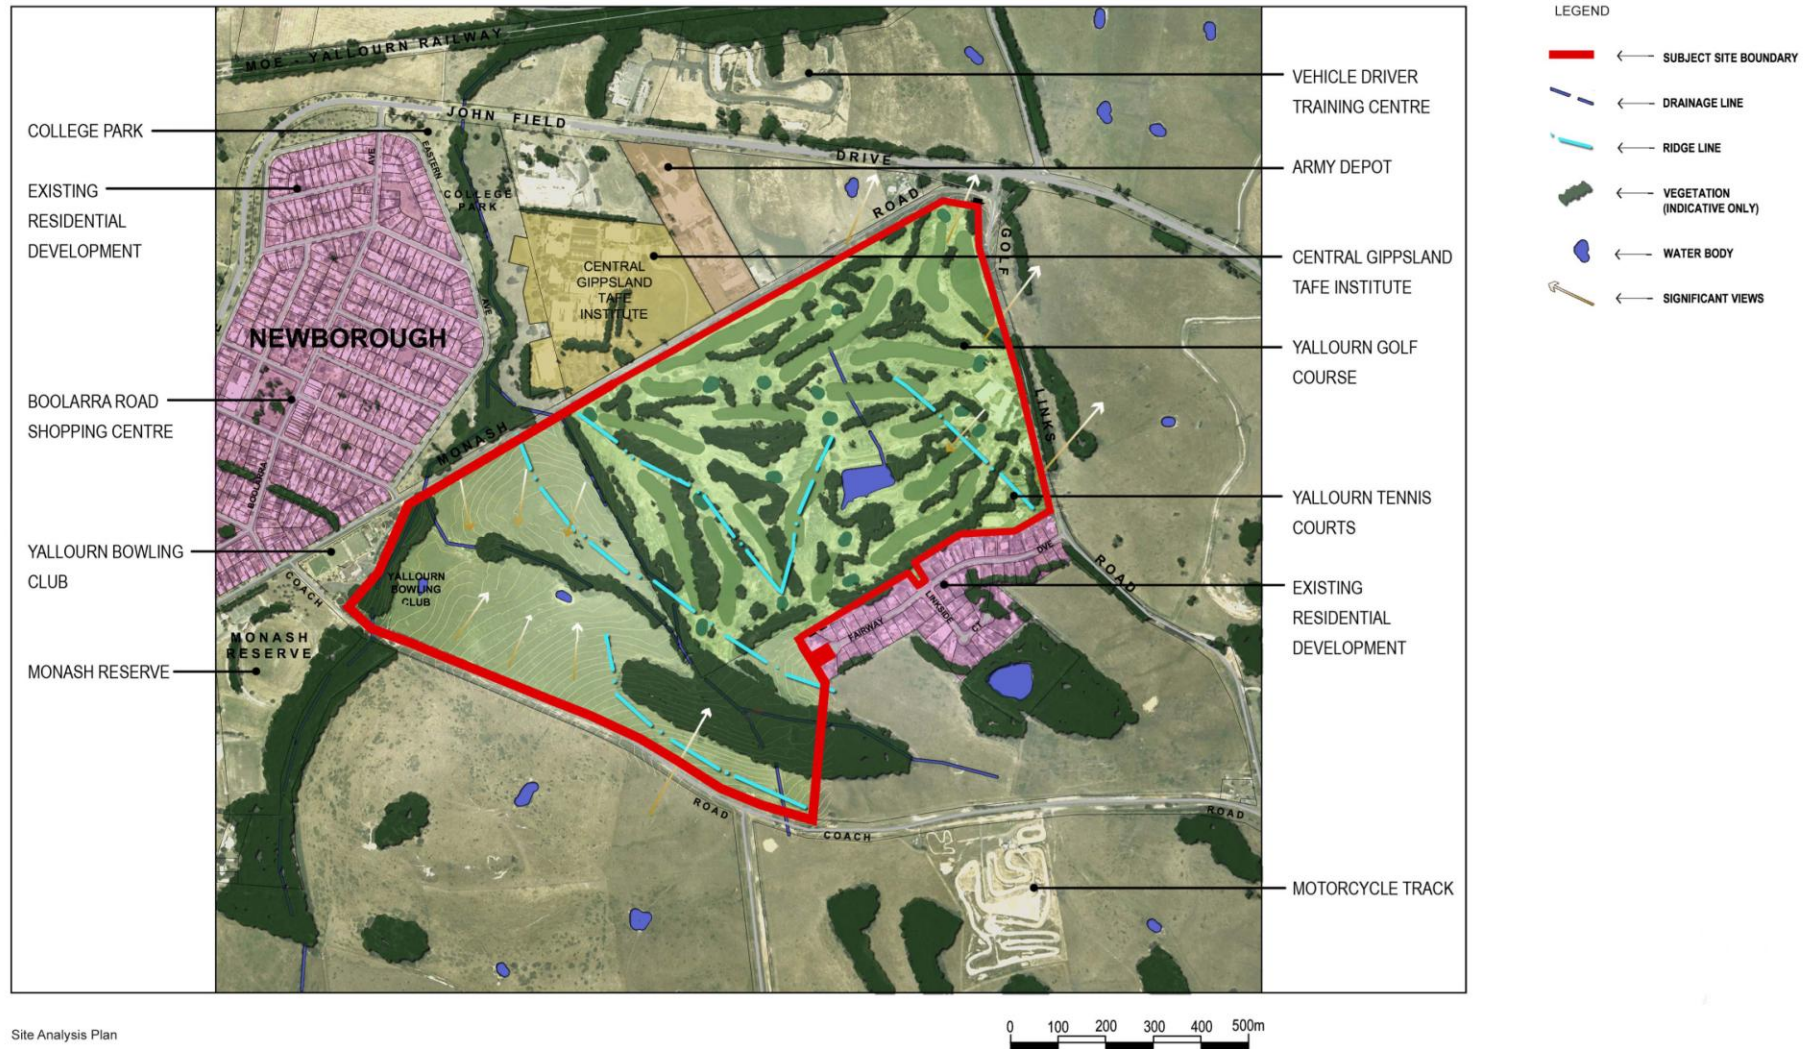 LEGEND
SUBJECT SITE BOUNDARY
DRAINAGE LINE
RIDGE LINE
VEGETATION
(INDICATIVE ONLY)
WATER BODY
SIGNIFICANT VIEWS
COLLEGE PARK
EXISTING
RESIDENTIAL
DEVELOPMENT
BOOLARRA ROAD
SHOPPING CENTRE
YALLOURN BOWLING
CLUB
MONASH RESERVE
MOE - YALLOURN RAILWAY
JOHN FIELD
DRIVE
AVE
EASTERN
COLLEGE
PARK
AVE
ROAD
GOLF
CENTRAL
GIPPSLAND
TAFE
INSTITUTE
NEWBOROUGH
LINKS
MONASH
BOOLARRA
COACH
YALLOURN
BOWLING
CLUB
MONASH
RESERVE
DVE
ROAD
LINKSIDE
CT
FAIRWAY
ROAD
COACH
ROAD
VEHICLE DRIVER
TRAINING CENTRE
ARMY DEPOT
CENTRAL GIPPSLAND
TAFE INSTITUTE
YALLOURN GOLF
COURSE
YALLOURN TENNIS
COURTS
EXISTING
RESIDENTIAL
DEVELOPMENT
MOTORCYCLE TRACK
Site Analysis Plan
0 100 200 300 400 500m